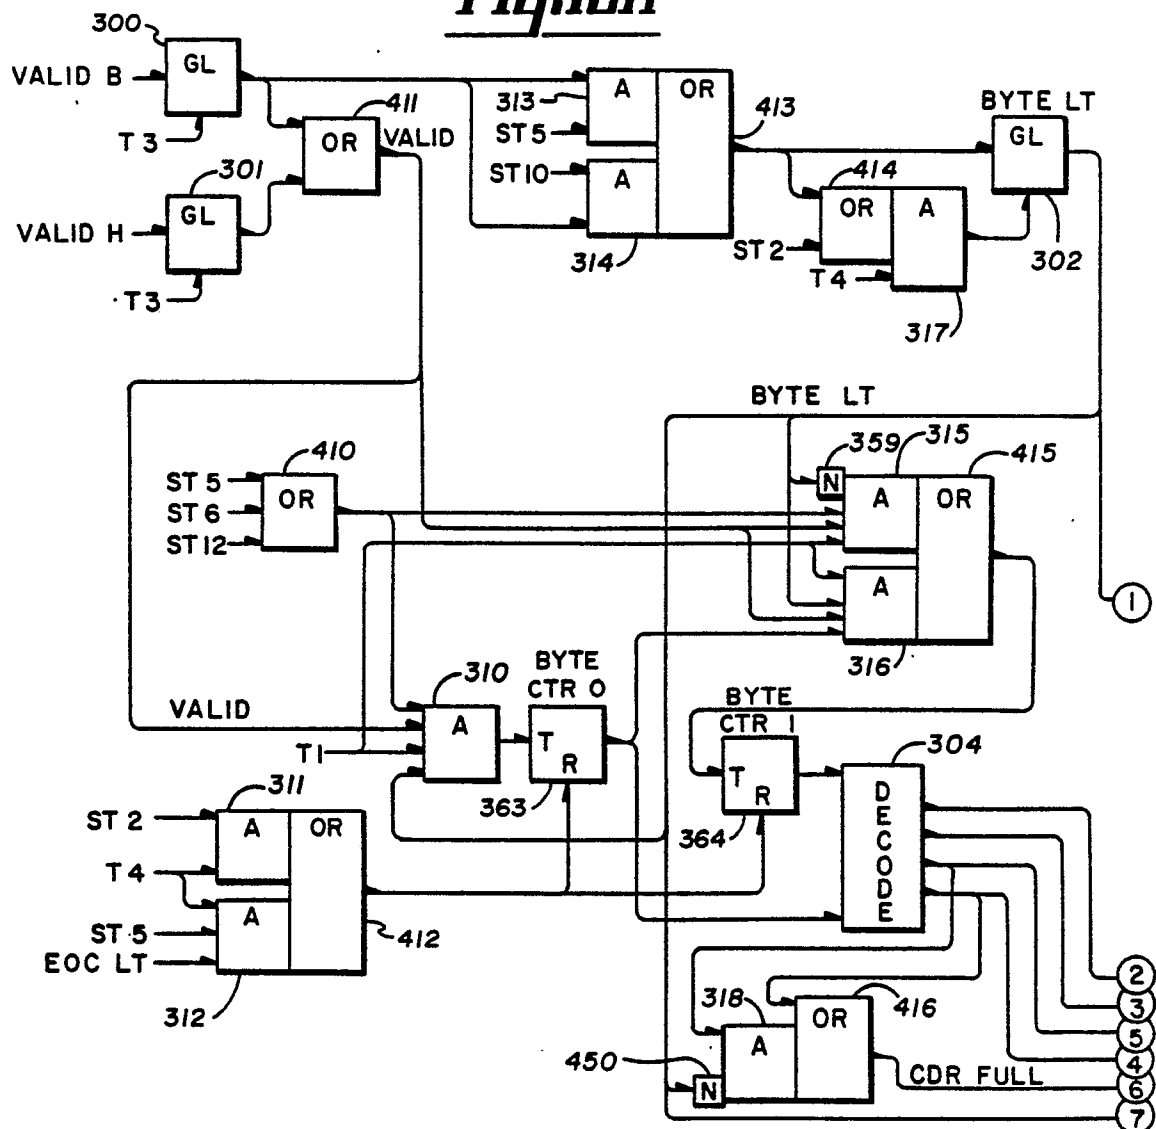 300
GL
VALID B
T3
411
OR
VALID
301
GL
VALID H
T3
A
OR
313
ST5
413
ST10
A
314
BYTE LT
GL
414
OR
A
ST2
T4
302
317
BYTE LT
410
ST5
OR
ST6
ST12
359
315
415
N
A
OR
A
316
1
310
BYTE
CTR 0
BYTE
CTR 1
VALID
A
T
R
T1
363
T
R
364
304
DECODE
311
ST2
A
OR
T4
A
ST5
412
EOC LT
312
318
416
OR
A
450
N
CDR FULL
2
3
5
4
6
7